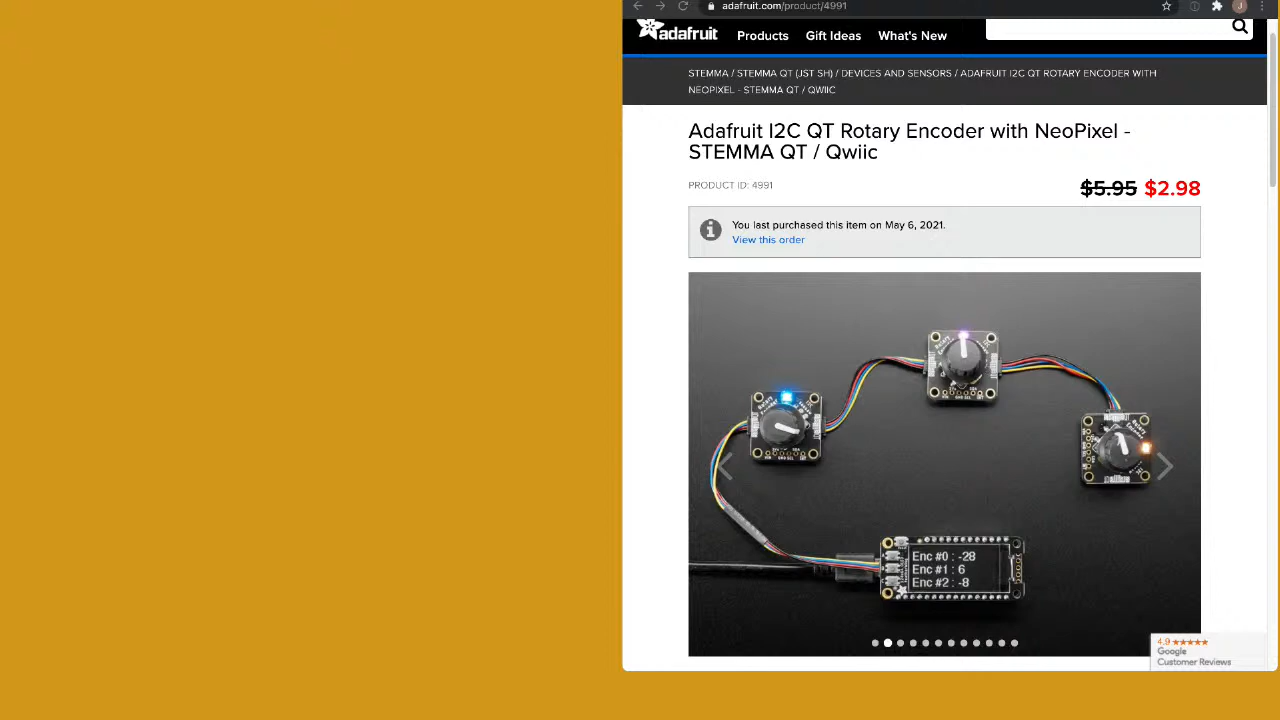 adafruit.com/product/4991
J
adafruit Products Gift Ideas What's New
STEMMA / STEMMA QT (JST SH) / DEVICES AND SENSORS / ADAFRUIT I2C QT ROTARY ENCODER WITH
NEOPIXEL - STEMMA QT / QWIIC
Adafruit I2C QT Rotary Encoder with NeoPixel -
STEMMA QT / Qwiic
PRODUCT ID: 4991
$5.95 $2.98
You last purchased this item on May 6, 2021.
View this order
Enc #0 : -28
Enc #1 : 6
Enc #2 : -8
4.9 ★★★★★
Google
Customer Reviews